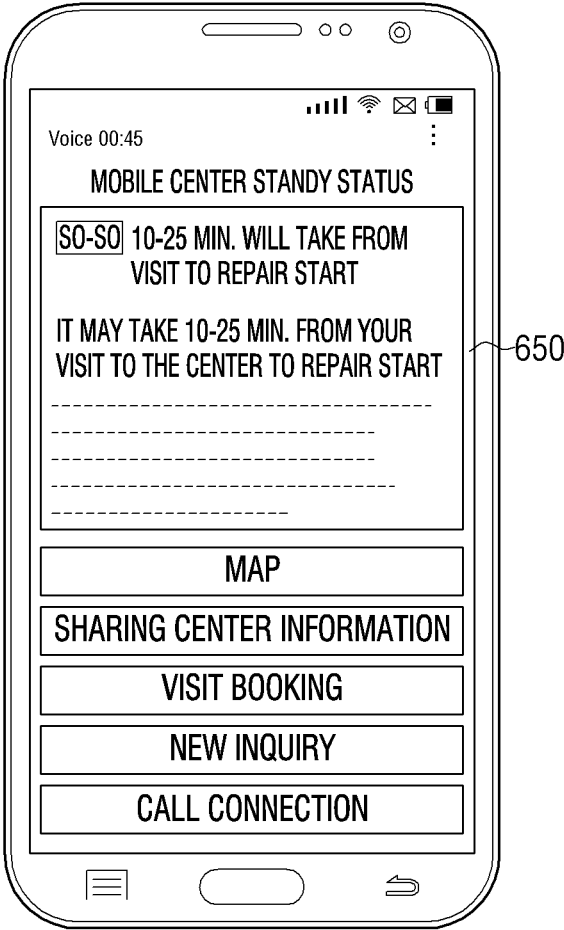 Voice 00:45
MOBILE CENTER STANDY STATUS
SO-SO 10-25 MIN. WILL TAKE FROM
VISIT TO REPAIR START
IT MAY TAKE 10-25 MIN. FROM YOUR
VISIT TO THE CENTER TO REPAIR START
650
MAP
SHARING CENTER INFORMATION
VISIT BOOKING
NEW INQUIRY
CALL CONNECTION